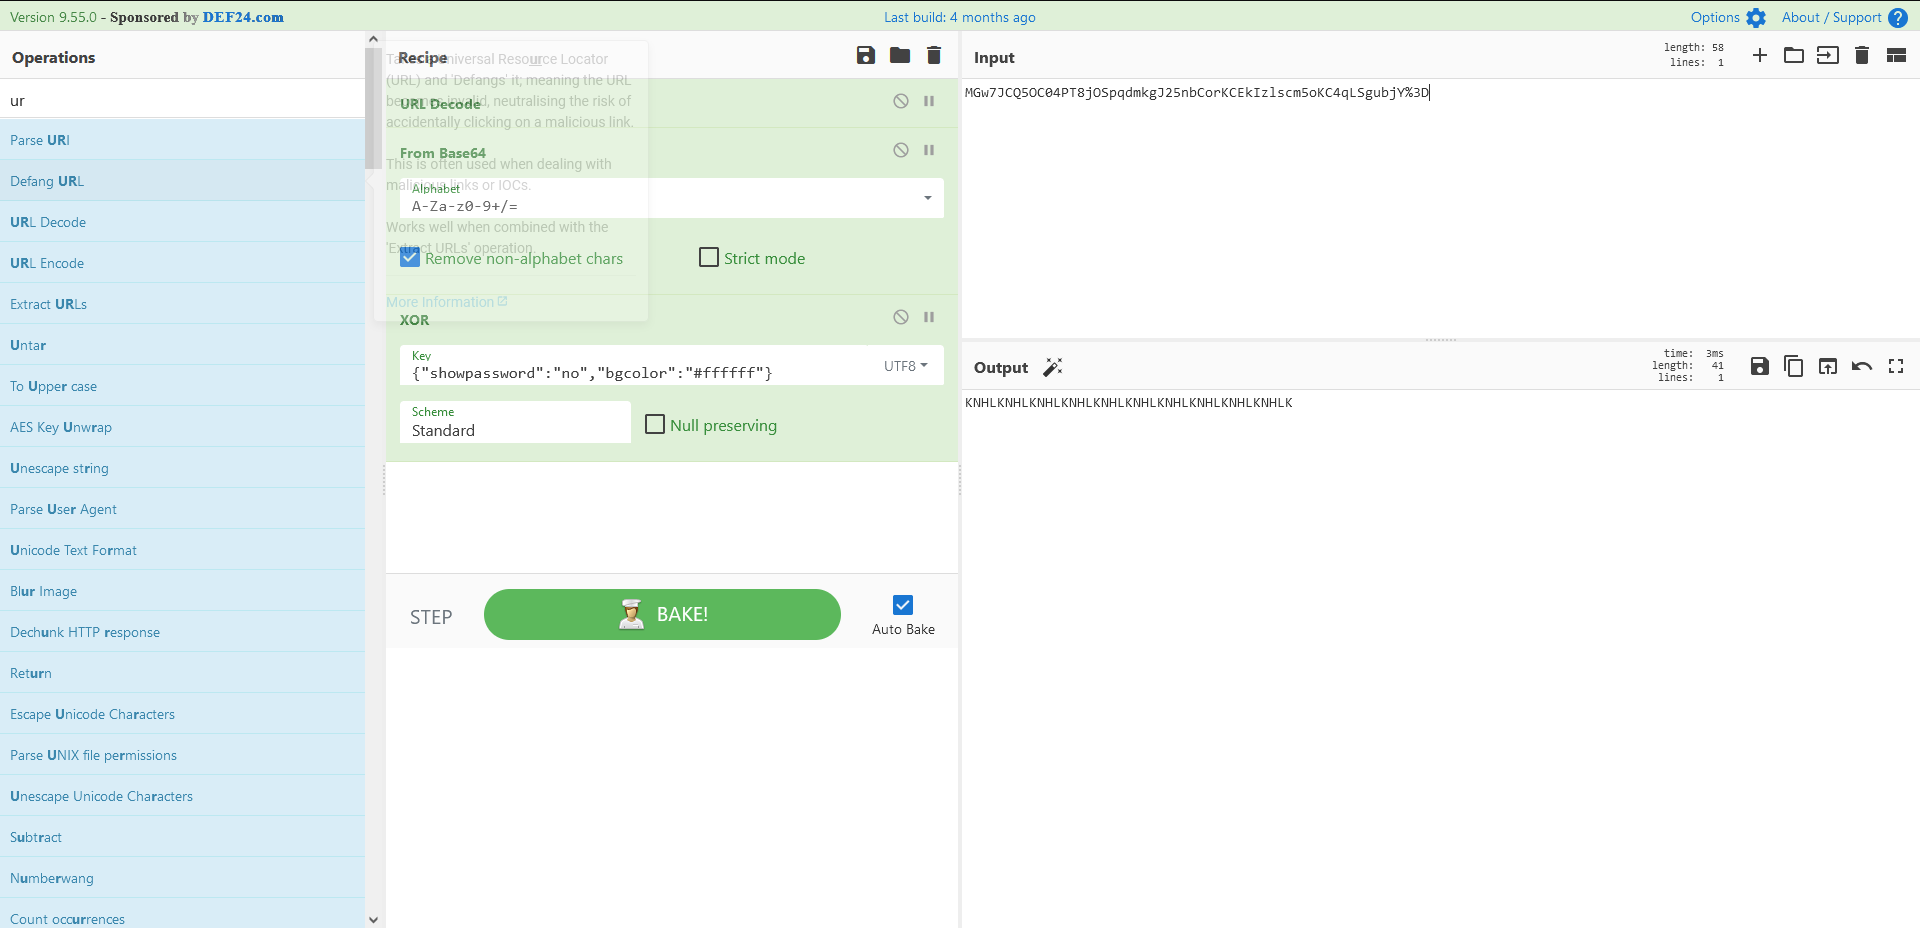 Version 9.55.0 - Sponsored by DEF24.com
Last build: 4 months ago
Options
About / Support
Operations
ur
Parse URI
Defang URL
URL Decode
URL Encode
Extract URLs
Untar
To Upper case
AES Key Unwrap
Unescape string
Parse User Agent
Unicode Text Format
Blur Image
Dechunk HTTP response
Return
Escape Unicode Characters
Parse UNIX file permissions
Unescape Unicode Characters
Subtract
Numberwang
Count occurrences
Recipe
Universal Resource Locator
(URL) and 'Defangs' it; meaning the URL
becomes invalid, neutralising the risk of
accidentally clicking on a malicious link.
This is often used when dealing with
malicious links or IOCs.
Works well when combined with the
'Extract URLs' operation.
More Information
URL Decode
From Base64
Alphabet
A-Za-z0-9+/=
Remove non-alphabet chars
Strict mode
XOR
Key
{"showpassword":"no","bgcolor":"#ffffff"}
UTF8
Scheme
Standard
Null preserving
STEP
BAKE!
Auto Bake
Input
length: 58
lines: 1
MGw7JCQ5OC04PT8jOSpqdmkgJ25nbCorKCEkIzlscm5oKC4qLSgubjY%3D
Output
time: 3ms
length: 41
lines: 1
KNHLKNHLKNHLKNHLKNHLKNHLKNHLKNHLKNHLKNHLK